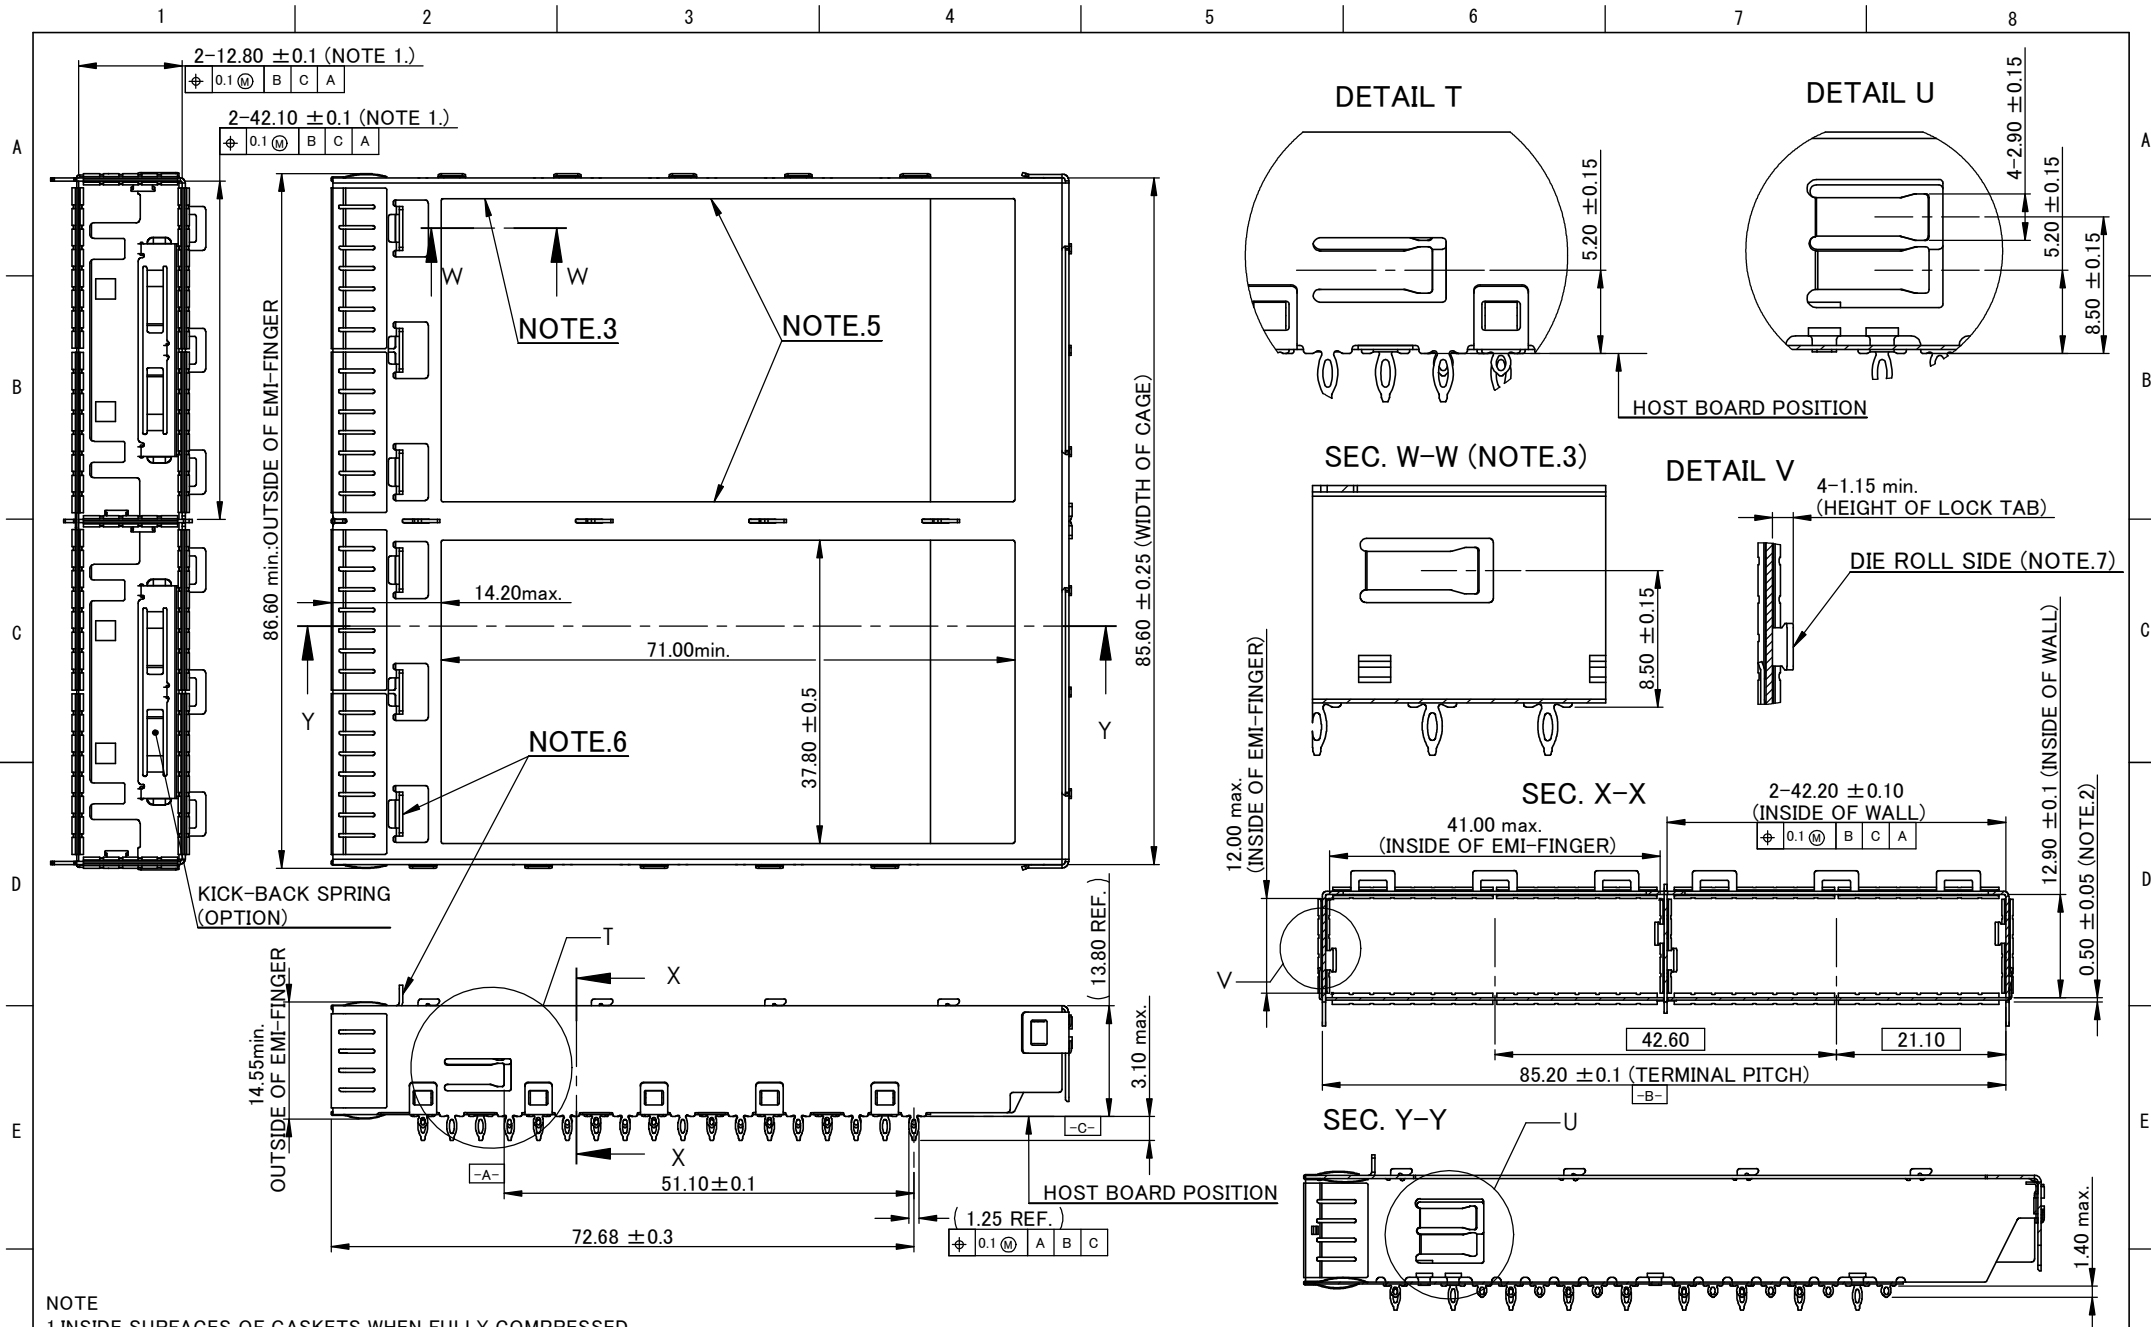 1 2 3 4 5 6 7 8
A
B
C
D
E
A
B
C
D
E
2-12.80 ±0.1 (NOTE 1.)
⌖ 0.1 Ⓜ B C A
2-42.10 ±0.1 (NOTE 1.)
⌖ 0.1 Ⓜ B C A
86.60 min.:OUTSIDE OF EMI-FINGER
W W
NOTE.3
NOTE.5
85.60 ±0.25 (WIDTH OF CAGE)
14.20max.
71.00min.
37.80 ±0.5
Y Y
NOTE.6
KICK-BACK SPRING
(OPTION)
DETAIL T
5.20 ±0.15
HOST BOARD POSITION
DETAIL U
4-2.90 ±0.15
5.20 ±0.15
8.50 ±0.15
SEC. W-W (NOTE.3)
8.50 ±0.15
DETAIL V
4-1.15 min.
(HEIGHT OF LOCK TAB)
DIE ROLL SIDE (NOTE.7)
SEC. X-X
12.00 max.
(INSIDE OF EMI-FINGER)
41.00 max.
(INSIDE OF EMI-FINGER)
2-42.20 ±0.10
(INSIDE OF WALL)
⌖ 0.1 Ⓜ B C A
12.90 ±0.1 (INSIDE OF WALL)
0.50 ±0.05 (NOTE.2)
V
42.60
21.10
85.20 ±0.1 (TERMINAL PITCH)
-B-
T
X
X
(13.80 REF.)
3.10 max.
14.55min.
OUTSIDE OF EMI-FINGER
-A-
-C-
51.10±0.1
HOST BOARD POSITION
72.68 ±0.3
(1.25 REF.)
⌖ 0.1 Ⓜ A B C
SEC. Y-Y
U
1.40 max.
NOTE
1.INSIDE SURFACES OF GASKETS WHEN FULLY COMPRESSED